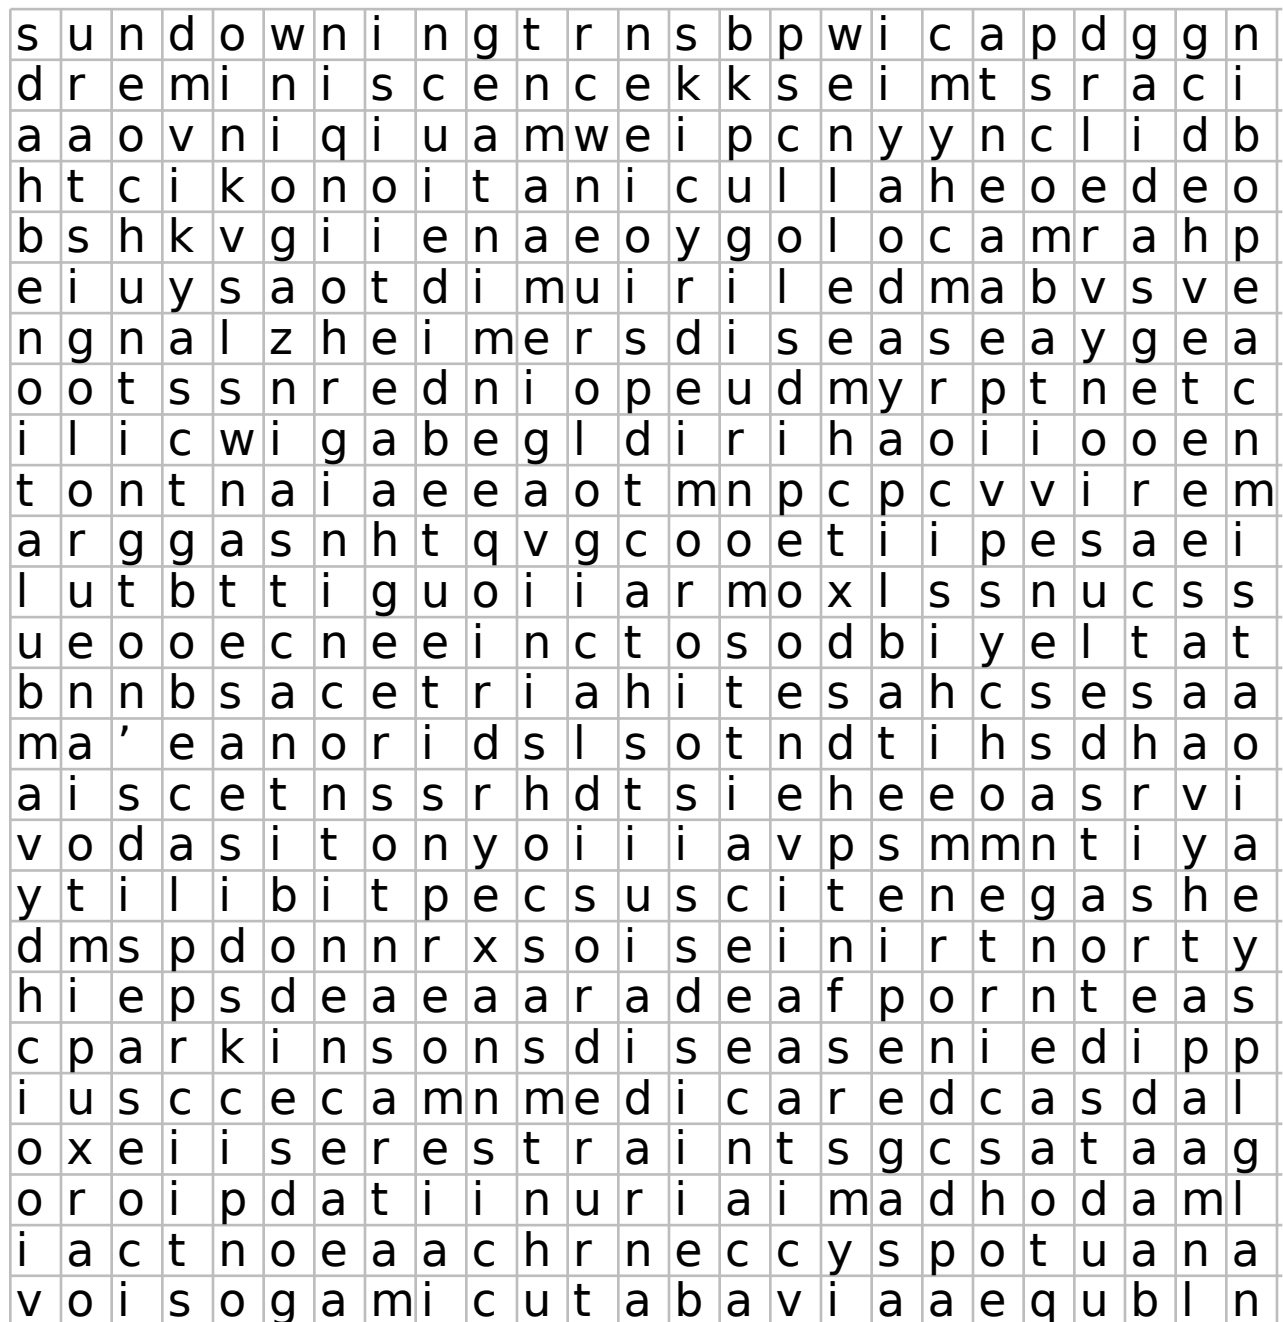 s u n d o w n i n g t r n s b p w i c a p d g g n
d r e m i n i s c e n c e k k s e i m t s r a c i
a a o v n i q i u a m w e i p c n y y n c l i d b
h t c i k o n o i t a n i c u l l a h e o e d e o
b s h k v g i i e n a e o y g o l o c a m r a h p
e i u y s a o t d i m u i r i l e d m a b v s v e
n g n a l z h e i m e r s d i s e a s e a y g e a
o o t s s n r e d n i o p e u d m y r p t n e t c
i l i c w i g a b e g l d i r i h a o i i o o e n
t o n t n a i a e e a o t m n p c p c v v i r e m
a r g g a s n h t q v g c o o e t i i p e s a e i
l u t b t t i g u o i i a r m o x l s s n u c s s
u e o o e c n e e i n c t o s o d b i y e l t a t
b n n b s a c e t r i a h i t e s a h c s e s a a
m a ’ e a n o r i d s l s o t n d t i h s d h a o
a i s c e t n s s r h d t s i e h e e o a s r v i
v o d a s i t o n y o i i i a v p s m m n t i y a
y t i l i b i t p e c s u s c i t e n e g a s h e
d m s p d o n n r x s o i s e i n i r t n o r t y
h i e p s d e a e a a r a d e a f p o r n t e a s
c p a r k i n s o n s d i s e a s e n i e d i p p
i u s c c e c a m n m e d i c a r e d c a s d a l
o x e i i s e r e s t r a i n t s g c s a t a a g
o r o i p d a t i i n u r i a i m a d h o d a m l
i a c t n o e a a c h r n e c c y s p o t u a n a
v o i s o g a m i c u t a b a v i a a e q u b l n